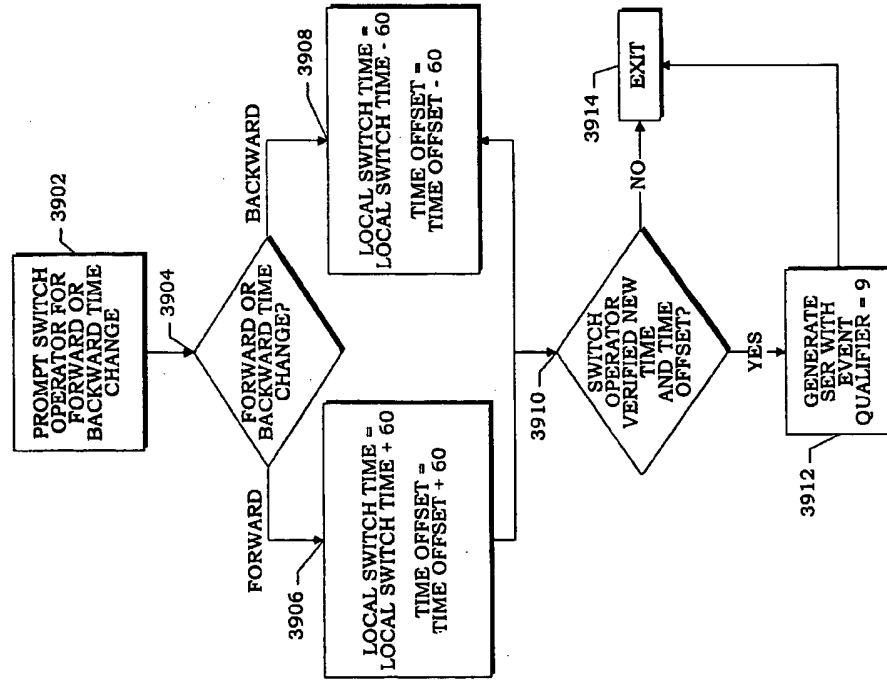 3902
PROMPT SWITCH
OPERATOR FOR
FORWARD OR
BACKWARD TIME
CHANGE
3904
FORWARD OR
BACKWARD TIME
CHANGE?
FORWARD
BACKWARD
3906
LOCAL SWITCH TIME =
LOCAL SWITCH TIME + 60
TIME OFFSET =
TIME OFFSET + 60
3908
LOCAL SWITCH TIME =
LOCAL SWITCH TIME - 60
TIME OFFSET =
TIME OFFSET - 60
3910
SWITCH
OPERATOR
VERIFIED NEW
TIME
AND TIME
OFFSET?
NO
3914
EXIT
YES
GENERATE
SER WITH
EVENT
QUALIFIER = 9
3912